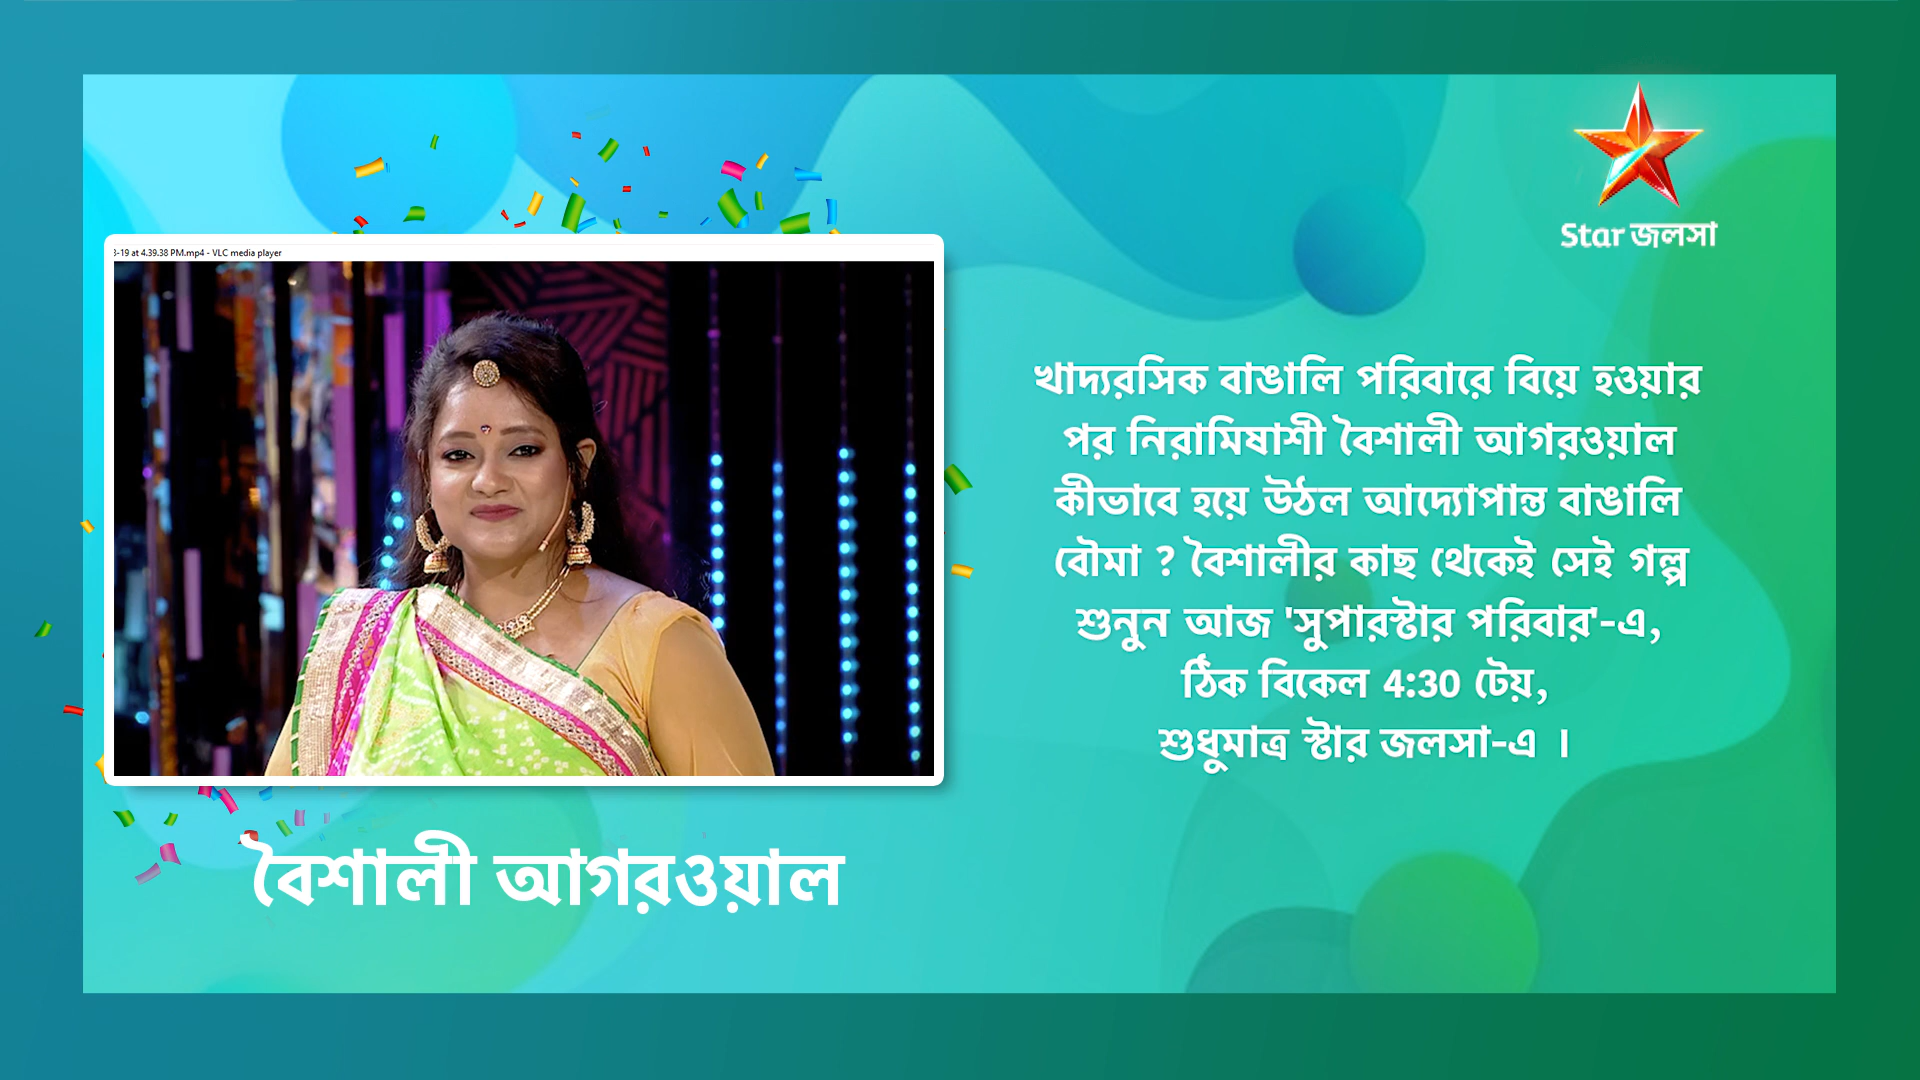 Star জলসা
3-19 at 4.39.38 PM.mp4 - VLC media player
খাদ্যরসিক বাঙালি পরিবারে বিয়ে হওয়ার
পর নিরামিষাশী বৈশালী আগরওয়াল
কীভাবে হয়ে উঠল আদ্যোপান্ত বাঙালি
বৌমা ? বৈশালীর কাছ থেকেই সেই গল্প
শুনুন আজ 'সুপারস্টার পরিবার'-এ,
ঠিক বিকেল 4:30 টেয়,
শুধুমাত্র স্টার জলসা-এ ।
বৈশালী আগরওয়াল